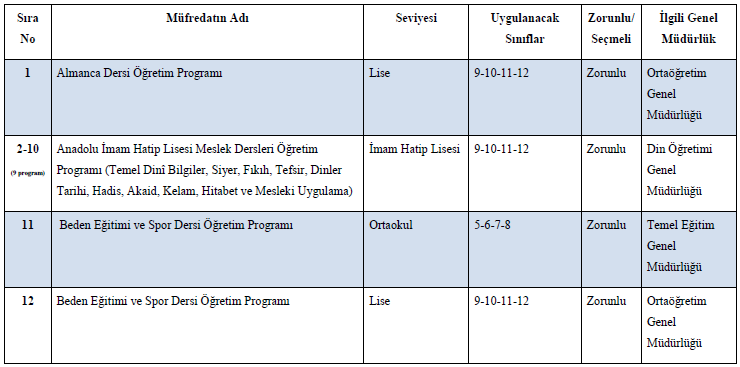 Sıra No
Müfredatın Adı
Seviyesi
Uygulanacak Sınıflar
Zorunlu/ Seçmeli
İlgili Genel Müdürlük
1
Almanca Dersi Öğretim Programı
Lise
9-10-11-12
Zorunlu
Ortaöğretim
Genel
Müdürlüğü
2-10
(9 program)
Anadolu İmam Hatip Lisesi Meslek Dersleri Öğretim
Programı (Temel Dinî Bilgiler, Siyer, Fıkıh, Tefsir, Dinler
Tarihi, Hadis, Akaid, Kelam, Hitabet ve Mesleki Uygulama)
İmam Hatip Lisesi
9-10-11-12
Zorunlu
Din Öğretimi
Genel
Müdürlüğü
11
Beden Eğitimi ve Spor Dersi Öğretim Programı
Ortaokul
5-6-7-8
Zorunlu
Temel Eğitim
Genel
Müdürlüğü
12
Beden Eğitimi ve Spor Dersi Öğretim Programı
Lise
9-10-11-12
Zorunlu
Ortaöğretim
Genel
Müdürlüğü